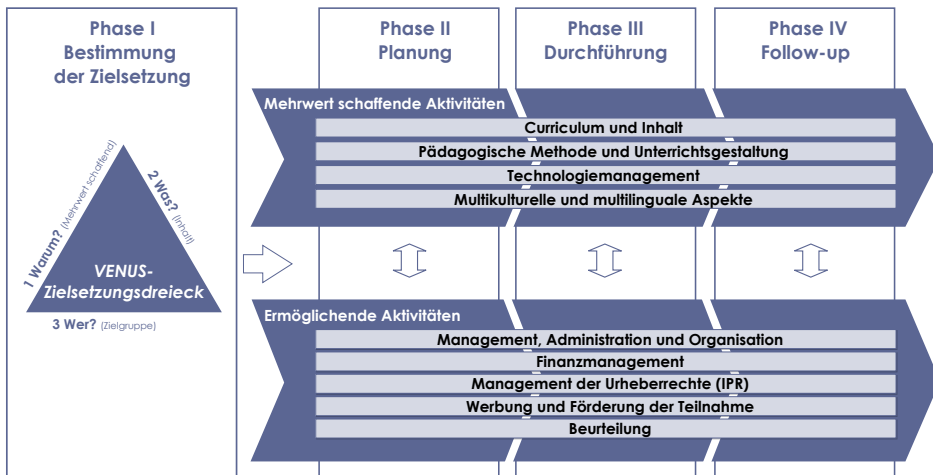 Phase I
Bestimmung
der Zielsetzung
1 Warum? (Mehrwert schaffend)
2 Was? (Inhalt)
VENUS-
Zielsetzungsdreieck
3 Wer? (Zielgruppe)
Phase II
Planung
Phase III
Durchführung
Phase IV
Follow-up
Mehrwert schaffende Aktivitäten
Curriculum und Inhalt
Pädagogische Methode und Unterrichtsgestaltung
Technologiemanagement
Multikulturelle und multilinguale Aspekte
Ermöglichende Aktivitäten
Management, Administration und Organisation
Finanzmanagement
Management der Urheberrechte (IPR)
Werbung und Förderung der Teilnahme
Beurteilung